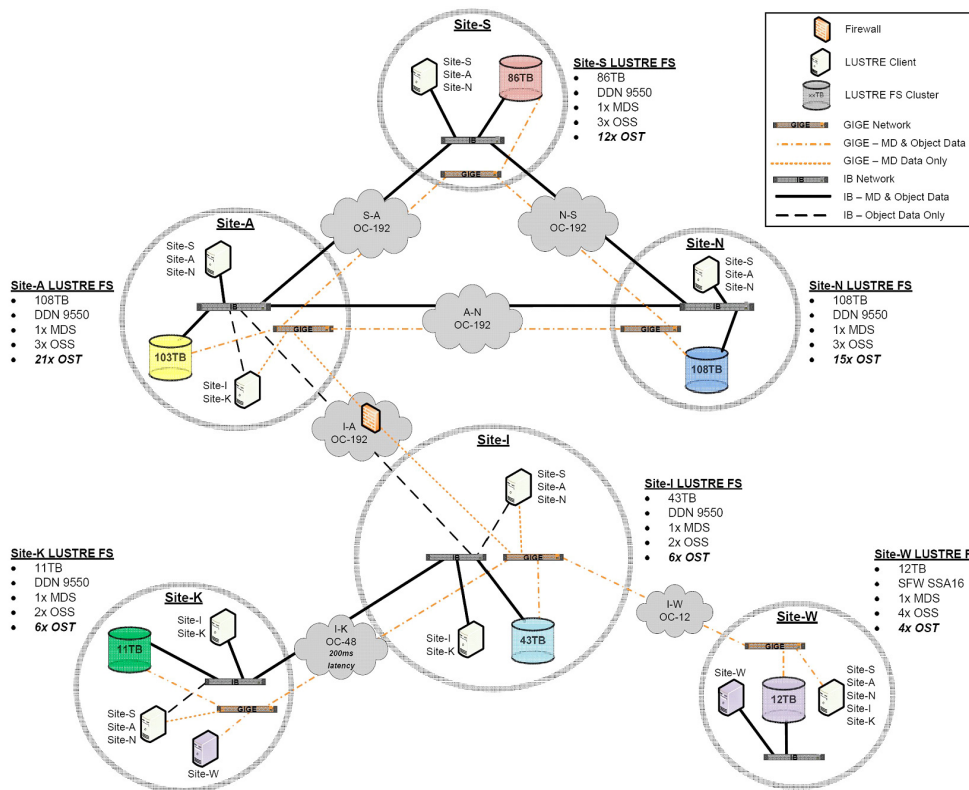 Site-S
Site-S
Site-A
Site-N
86TB
IB
GIGE
Site-S LUSTRE FS
• 86TB
• DDN 9550
• 1x MDS
• 3x OSS
• 12x OST
Firewall
LUSTRE Client
xxTB
LUSTRE FS Cluster
GIGE
GIGE Network
GIGE – MD & Object Data
GIGE – MD Data Only
IB Network
IB – MD & Object Data
IB – Object Data Only
S-A
OC-192
N-S
OC-192
Site-A
Site-S
Site-A
Site-N
IB
GIGE
103TB
Site-I
Site-K
Site-A LUSTRE FS
• 108TB
• DDN 9550
• 1x MDS
• 3x OSS
• 21x OST
A-N
OC-192
Site-N
Site-S
Site-A
Site-N
IB
GIGE
108TB
Site-N LUSTRE FS
• 108TB
• DDN 9550
• 1x MDS
• 3x OSS
• 15x OST
I-A
OC-192
Site-I
Site-S
Site-A
Site-N
IB
GIGE
Site-I
Site-K
43TB
Site-I LUSTRE FS
• 43TB
• DDN 9550
• 1x MDS
• 2x OSS
• 6x OST
Site-K LUSTRE FS
• 11TB
• DDN 9550
• 1x MDS
• 2x OSS
• 6x OST
Site-K
Site-I
Site-K
11TB
IB
GIGE
Site-S
Site-A
Site-N
Site-W
I-K
OC-48
200ms
latency
I-W
OC-12
Site-W LUSTRE F
• 12TB
• SFW SSA16
• 1x MDS
• 4x OSS
• 4x OST
Site-W
GIGE
Site-W
12TB
Site-S
Site-A
Site-N
Site-I
Site-K
IB